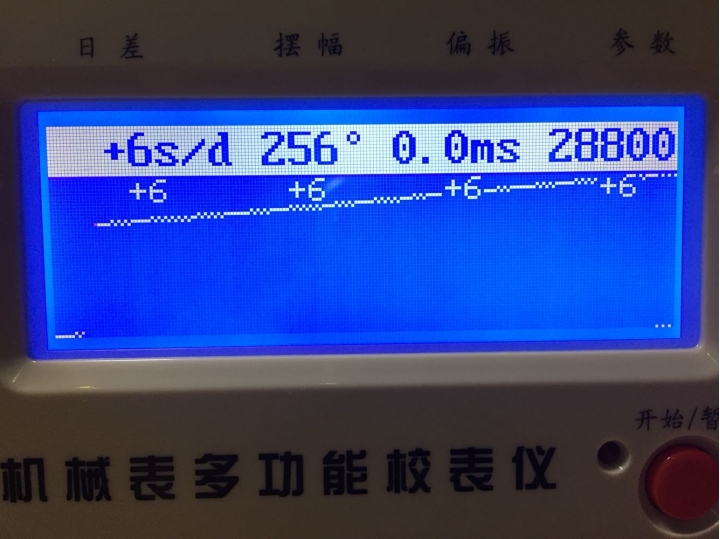 日差 摆幅 偏振 参数
+6s/d 256° 0.0ms 28800
+6 +6 +6 +6
开始/暂
机械表多功能校表仪